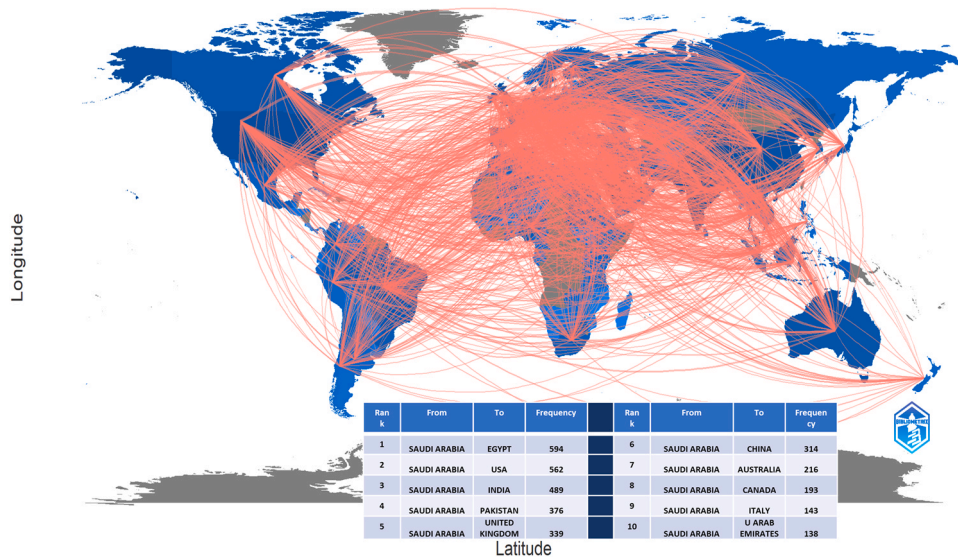 Longitude
Ran k From To Frequency Ran k From To Frequen cy
1 SAUDI ARABIA EGYPT 594 6 SAUDI ARABIA CHINA 314
2 SAUDI ARABIA USA 562 7 SAUDI ARABIA AUSTRALIA 216
3 SAUDI ARABIA INDIA 489 8 SAUDI ARABIA CANADA 193
4 SAUDI ARABIA PAKISTAN 376 9 SAUDI ARABIA ITALY 143
5 SAUDI ARABIA UNITED KINGDOM 339 10 SAUDI ARABIA U ARAB EMIRATES 138
BIBLIOMETRIX
Latitude